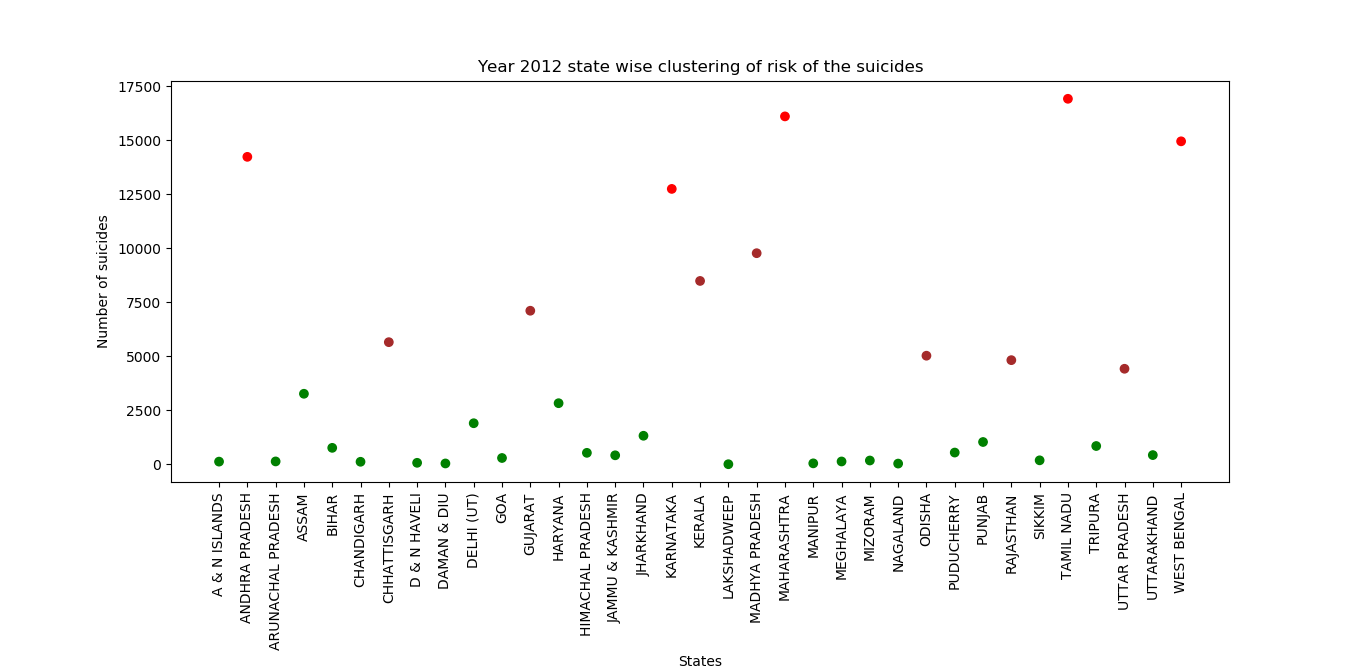 Year 2012 state wise clustering of risk of the suicides
17500
15000
12500
10000
7500
5000
2500
0
Number of suicides
A & N ISLANDS
ANDHRA PRADESH
ARUNACHAL PRADESH
ASSAM
BIHAR
CHANDIGARH
CHHATTISGARH
D & N HAVELI
DAMAN & DIU
DELHI (UT)
GOA
GUJARAT
HARYANA
HIMACHAL PRADESH
JAMMU & KASHMIR
JHARKHAND
KARNATAKA
KERALA
LAKSHADWEEP
MADHYA PRADESH
MAHARASHTRA
MANIPUR
MEGHALAYA
MIZORAM
NAGALAND
ODISHA
PUDUCHERRY
PUNJAB
RAJASTHAN
SIKKIM
TAMIL NADU
TRIPURA
UTTAR PRADESH
UTTARAKHAND
WEST BENGAL
States